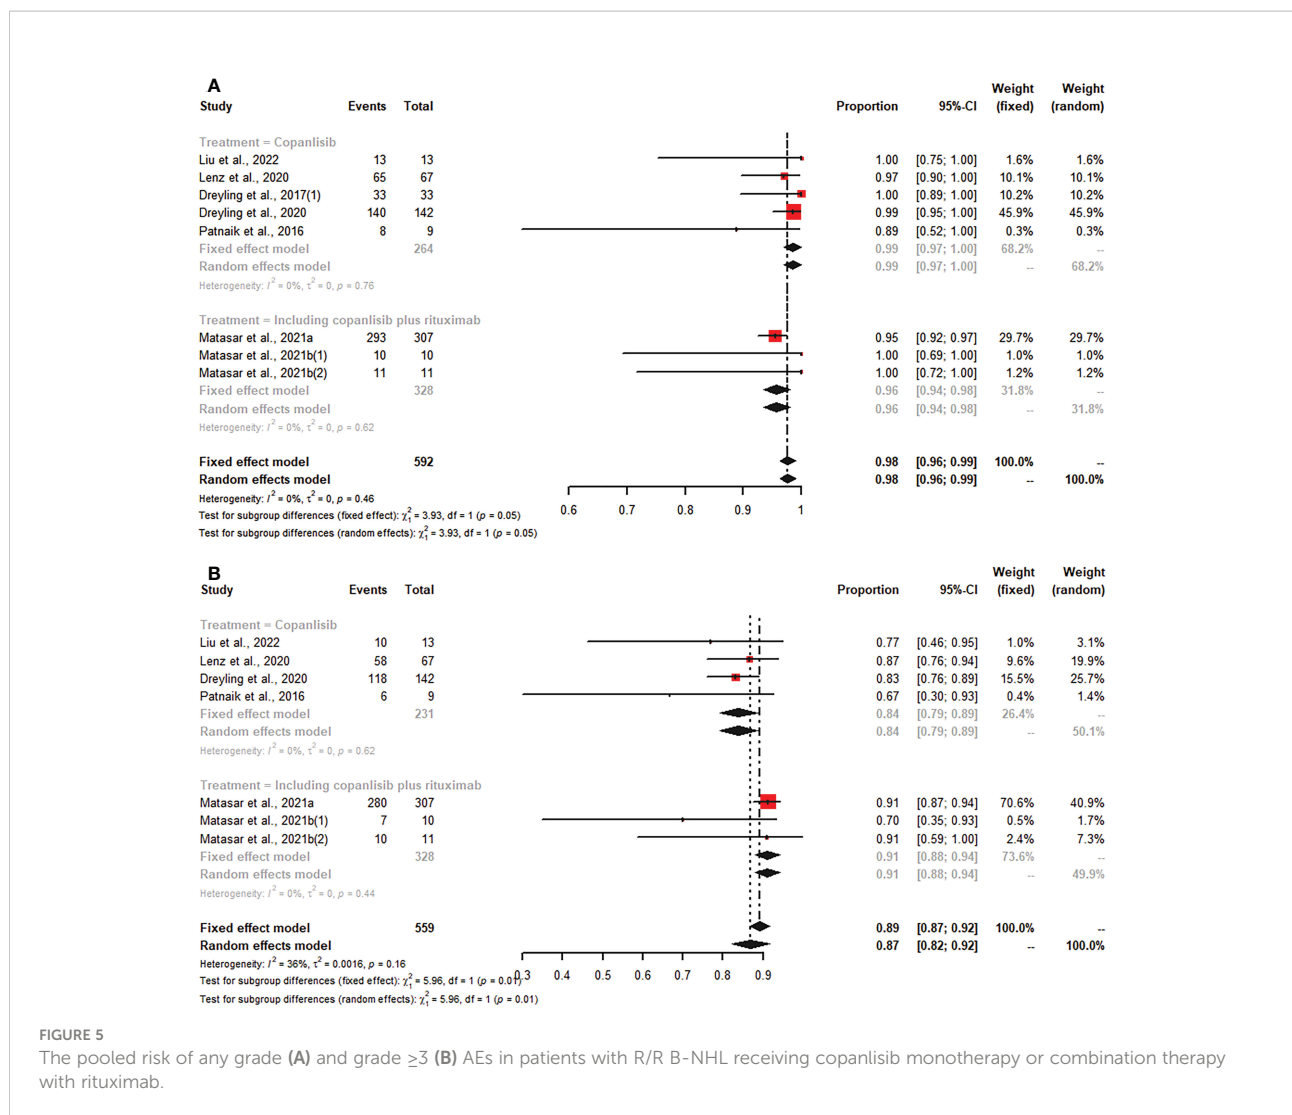 A
Study Events Total Proportion 95%-CI Weight (fixed) Weight (random)
Treatment = Copanlisib
Liu et al., 2022 13 13 1.00 [0.75; 1.00] 1.6% 1.6%
Lenz et al., 2020 65 67 0.97 [0.90; 1.00] 10.1% 10.1%
Dreyling et al., 2017(1) 33 33 1.00 [0.89; 1.00] 10.2% 10.2%
Dreyling et al., 2020 140 142 0.99 [0.95; 1.00] 45.9% 45.9%
Patnaik et al., 2016 8 9 0.89 [0.52; 1.00] 0.3% 0.3%
Fixed effect model 264 0.99 [0.97; 1.00] 68.2% --
Random effects model 0.99 [0.97; 1.00] -- 68.2%
Heterogeneity: I² = 0%, τ² = 0, p = 0.76
Treatment = Including copanlisib plus rituximab
Matasar et al., 2021a 293 307 0.95 [0.92; 0.97] 29.7% 29.7%
Matasar et al., 2021b(1) 10 10 1.00 [0.69; 1.00] 1.0% 1.0%
Matasar et al., 2021b(2) 11 11 1.00 [0.72; 1.00] 1.2% 1.2%
Fixed effect model 328 0.96 [0.94; 0.98] 31.8% --
Random effects model 0.96 [0.94; 0.98] -- 31.8%
Heterogeneity: I² = 0%, τ² = 0, p = 0.62
Fixed effect model 592 0.98 [0.96; 0.99] 100.0% --
Random effects model 0.98 [0.96; 0.99] -- 100.0%
Heterogeneity: I² = 0%, τ² = 0, p = 0.46
0.6 0.7 0.8 0.9 1
Test for subgroup differences (fixed effect): χ₁² = 3.93, df = 1 (p = 0.05)
Test for subgroup differences (random effects): χ₁² = 3.93, df = 1 (p = 0.05)
B
Study Events Total Proportion 95%-CI Weight (fixed) Weight (random)
Treatment = Copanlisib
Liu et al., 2022 10 13 0.77 [0.46; 0.95] 1.0% 3.1%
Lenz et al., 2020 58 67 0.87 [0.76; 0.94] 9.6% 19.9%
Dreyling et al., 2020 118 142 0.83 [0.76; 0.89] 15.5% 25.7%
Patnaik et al., 2016 6 9 0.67 [0.30; 0.93] 0.4% 1.4%
Fixed effect model 231 0.84 [0.79; 0.89] 26.4% --
Random effects model 0.84 [0.79; 0.89] -- 50.1%
Heterogeneity: I² = 0%, τ² = 0, p = 0.62
Treatment = Including copanlisib plus rituximab
Matasar et al., 2021a 280 307 0.91 [0.87; 0.94] 70.6% 40.9%
Matasar et al., 2021b(1) 7 10 0.70 [0.35; 0.93] 0.5% 1.7%
Matasar et al., 2021b(2) 10 11 0.91 [0.59; 1.00] 2.4% 7.3%
Fixed effect model 328 0.91 [0.88; 0.94] 73.6% --
Random effects model 0.91 [0.88; 0.94] -- 49.9%
Heterogeneity: I² = 0%, τ² = 0, p = 0.44
Fixed effect model 559 0.89 [0.87; 0.92] 100.0% --
Random effects model 0.87 [0.82; 0.92] -- 100.0%
Heterogeneity: I² = 36%, τ² = 0.0016, p = 0.16
0.3 0.4 0.5 0.6 0.7 0.8 0.9
Test for subgroup differences (fixed effect): χ₁² = 5.96, df = 1 (p = 0.01)
Test for subgroup differences (random effects): χ₁² = 5.96, df = 1 (p = 0.01)
FIGURE 5
The pooled risk of any grade (A) and grade ≥3 (B) AEs in patients with R/R B-NHL receiving copanlisib monotherapy or combination therapy
with rituximab.